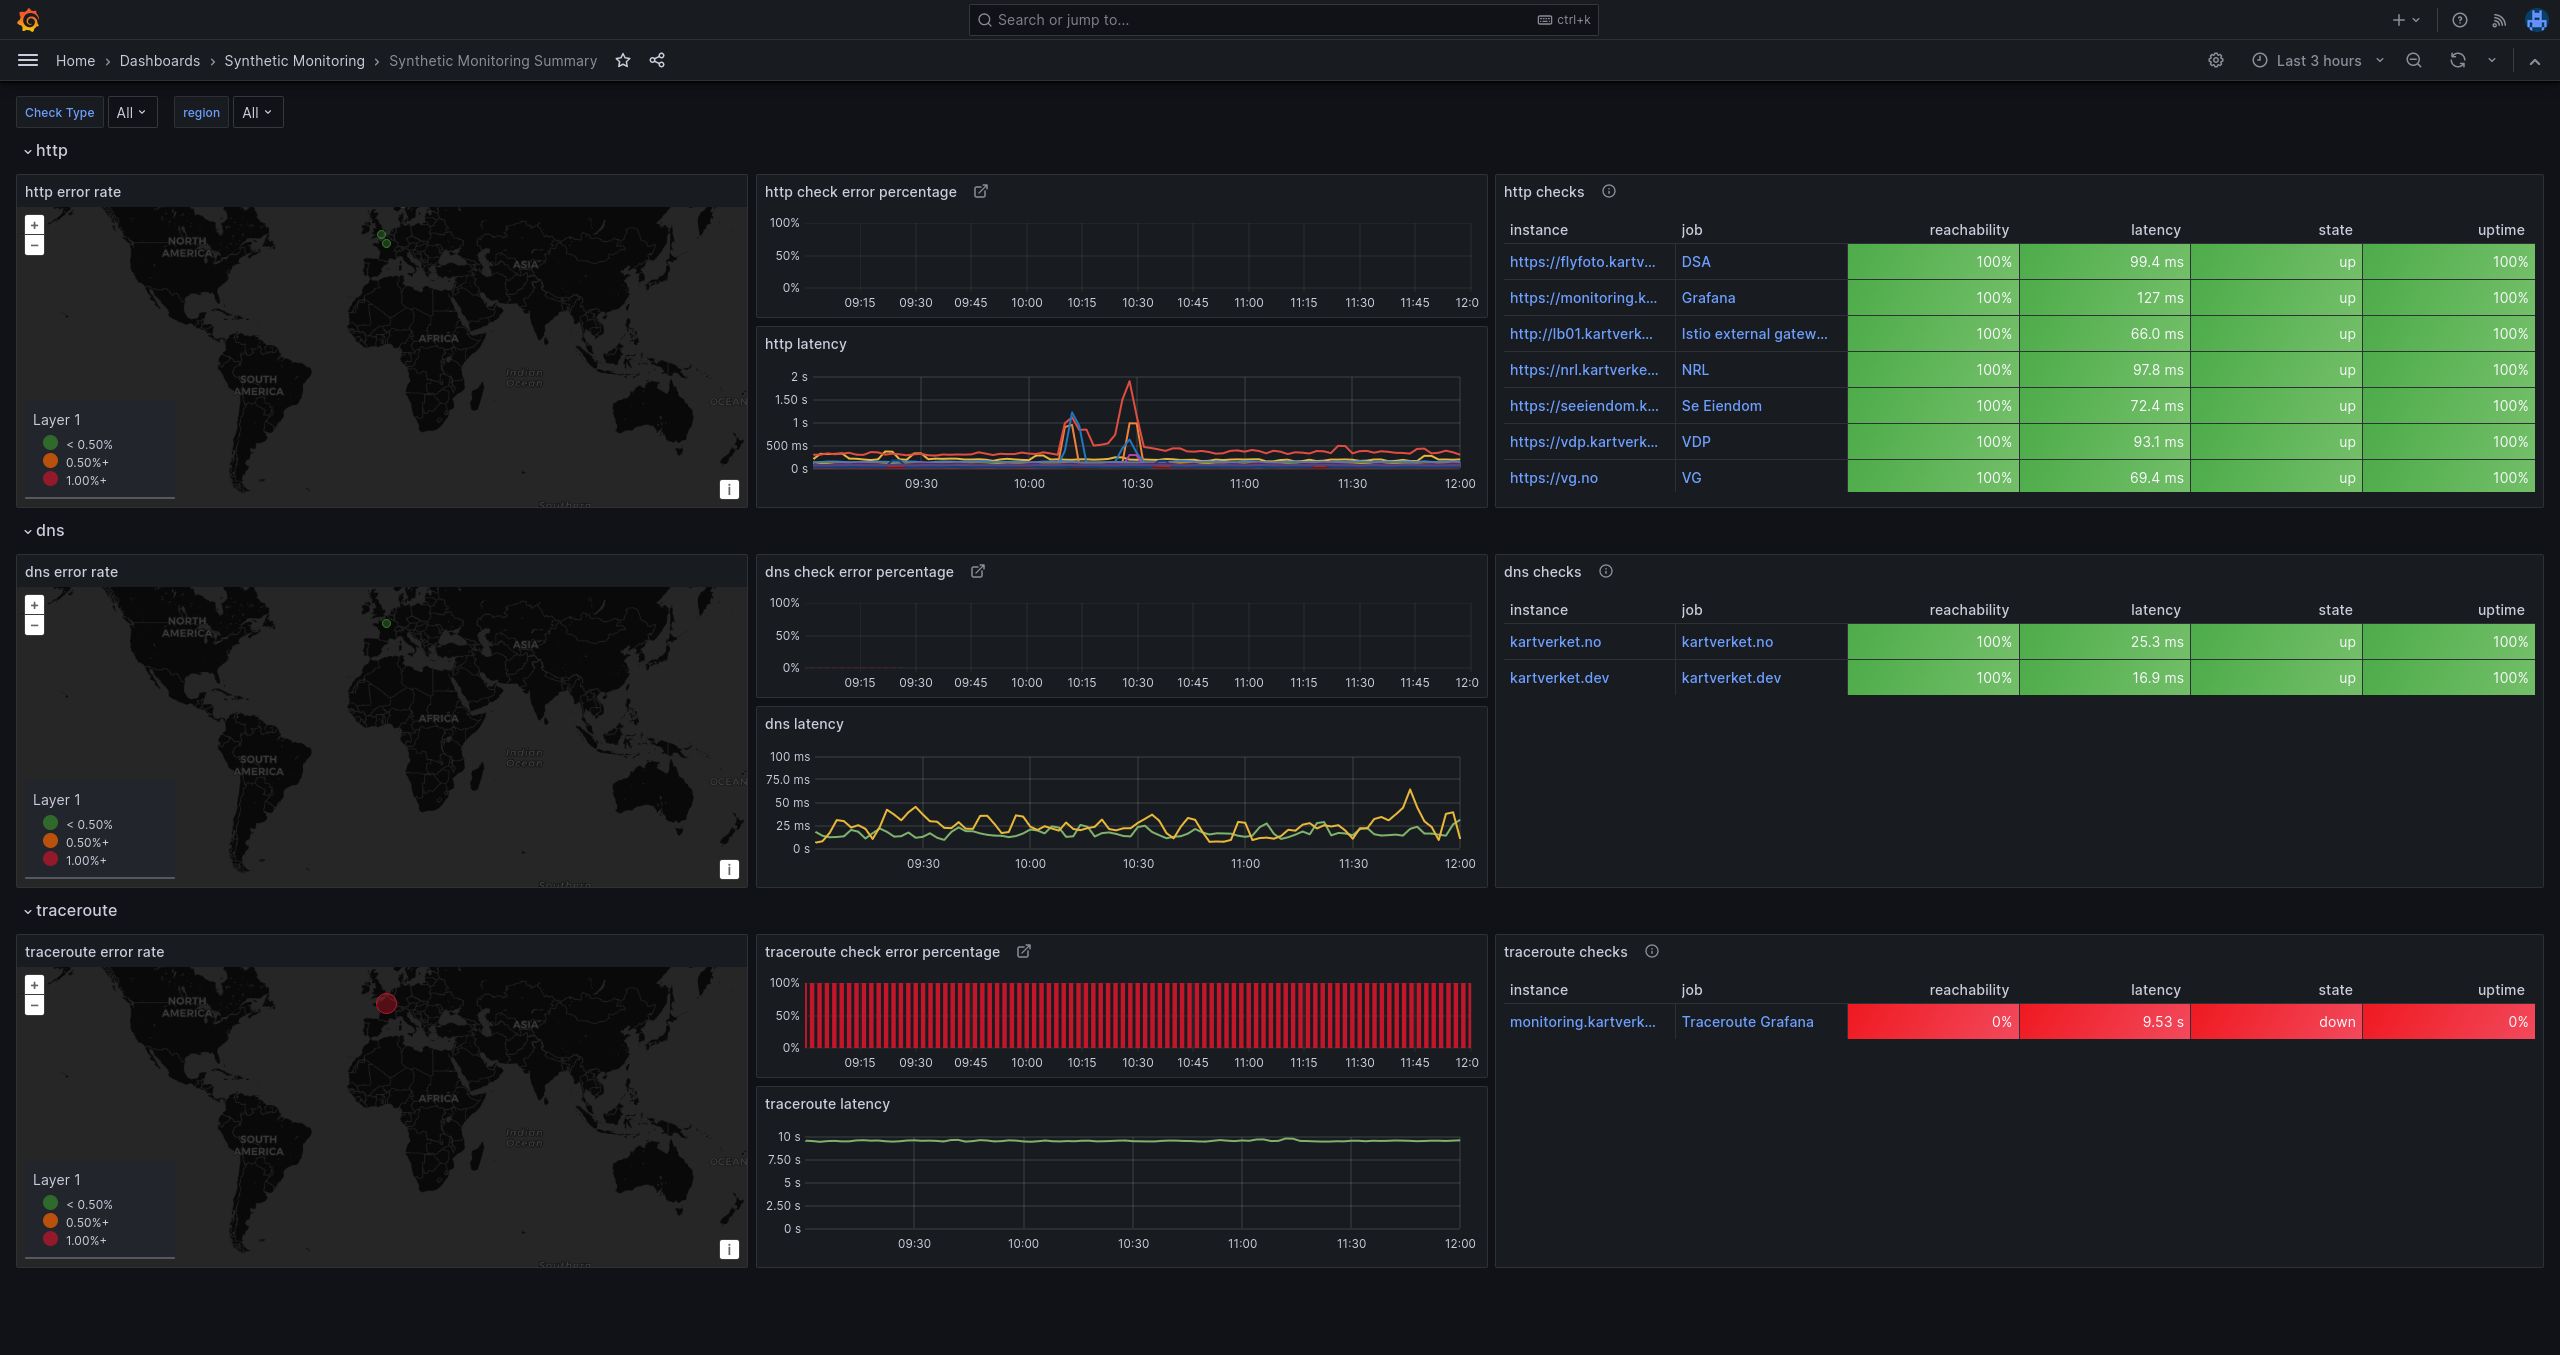 Search or jump to...
ctrl+k
Home › Dashboards › Synthetic Monitoring › Synthetic Monitoring Summary
Last 3 hours
Check Type All region All
http
http error rate
+
−
NORTH
AMERICA
ASIA
AFRICA
Indian
Ocean
SOUTH
AMERICA
OCEAN
Southern
Layer 1
< 0.50%
0.50%+
1.00%+
i
http check error percentage
100%
50%
0%
09:15 09:30 09:45 10:00 10:15 10:30 10:45 11:00 11:15 11:30 11:45 12:0
http latency
2 s
1.50 s
1 s
500 ms
0 s
09:30 10:00 10:30 11:00 11:30 12:00
http checks
instance job reachability latency state uptime
https://flyfoto.kartv... DSA 100% 99.4 ms up 100%
https://monitoring.k... Grafana 100% 127 ms up 100%
http://lb01.kartverk... Istio external gatew... 100% 66.0 ms up 100%
https://nrl.kartverke... NRL 100% 97.8 ms up 100%
https://seeiendom.k... Se Eiendom 100% 72.4 ms up 100%
https://vdp.kartverk... VDP 100% 93.1 ms up 100%
https://vg.no VG 100% 69.4 ms up 100%
dns
dns error rate
+
−
NORTH
AMERICA
ASIA
AFRICA
Indian
Ocean
SOUTH
AMERICA
OCEAN
Southern
Layer 1
< 0.50%
0.50%+
1.00%+
i
dns check error percentage
100%
50%
0%
09:15 09:30 09:45 10:00 10:15 10:30 10:45 11:00 11:15 11:30 11:45 12:0
dns latency
100 ms
75.0 ms
50 ms
25 ms
0 s
09:30 10:00 10:30 11:00 11:30 12:00
dns checks
instance job reachability latency state uptime
kartverket.no kartverket.no 100% 25.3 ms up 100%
kartverket.dev kartverket.dev 100% 16.9 ms up 100%
traceroute
traceroute error rate
+
−
NORTH
AMERICA
ASIA
AFRICA
Indian
Ocean
SOUTH
AMERICA
OCEAN
Southern
Layer 1
< 0.50%
0.50%+
1.00%+
i
traceroute check error percentage
100%
50%
0%
09:15 09:30 09:45 10:00 10:15 10:30 10:45 11:00 11:15 11:30 11:45 12:0
traceroute latency
10 s
7.50 s
5 s
2.50 s
0 s
09:30 10:00 10:30 11:00 11:30 12:00
traceroute checks
instance job reachability latency state uptime
monitoring.kartverk... Traceroute Grafana 0% 9.53 s down 0%